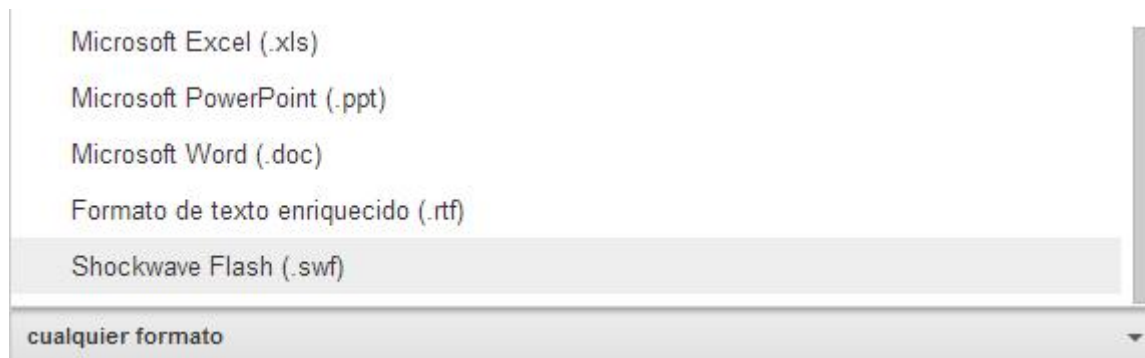 Microsoft Excel (.xls)
Microsoft PowerPoint (.ppt)
Microsoft Word (.doc)
Formato de texto enriquecido (.rtf)
Shockwave Flash (.swf)
cualquier formato